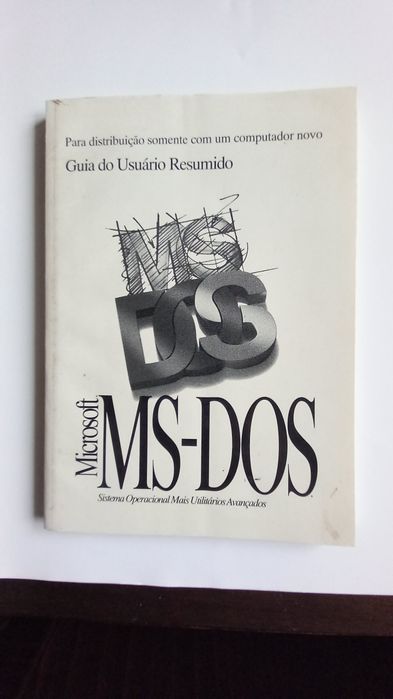 Para distribuição somente com um computador novo
Guia do Usuário Resumido
MS
DOS
Microsoft
MS-DOS
Sistema Operacional Mais Utilitários Avançados